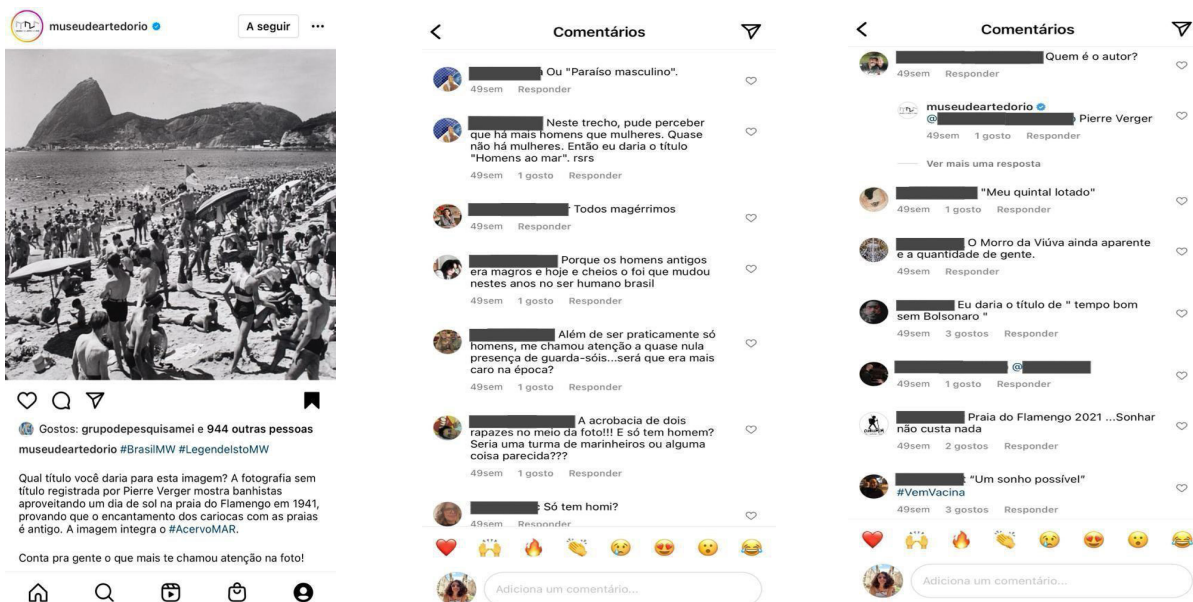 museudeartedorio
A seguir
Gostos: grupodepesquisamei e 944 outras pessoas
museudeartedorio #BrasilMW #LegendeIstoMW
Qual título você daria para esta imagem? A fotografia sem
título registrada por Pierre Verger mostra banhistas
aproveitando um dia de sol na praia do Flamengo em 1941,
provando que o encantamento dos cariocas com as praias
é antigo. A imagem integra o #AcervoMAR.
Conta pra gente o que mais te chamou atenção na foto!
Comentários
Ou "Paraíso masculino".
49sem Responder
Neste trecho, pude perceber
que há mais homens que mulheres. Quase
não há mulheres. Então eu daria o título
"Homens ao mar". rsrs
49sem 1 gosto Responder
Todos magérrimos
49sem Responder
Porque os homens antigos
era magros e hoje e cheios o foi que mudou
nestes anos no ser humano brasil
49sem 1 gosto Responder
Além de ser praticamente só
homens, me chamou atenção a quase nula
presença de guarda-sóis...será que era mais
caro na época?
49sem 1 gosto Responder
A acrobacia de dois
rapazes no meio da foto!!! E só tem homem?
Seria uma turma de marinheiros ou alguma
coisa parecida???
49sem 1 gosto Responder
: Só tem homi?
49sem Responder
Adiciona um comentário...
Comentários
Quem é o autor?
49sem Responder
museudeartedorio
@ Pierre Verger
49sem 1 gosto Responder
Ver mais uma resposta
"Meu quintal lotado"
49sem 1 gosto Responder
O Morro da Viúva ainda aparente
e a quantidade de gente.
49sem Responder
Eu daria o título de " tempo bom
sem Bolsonaro "
49sem 3 gostos Responder
@
49sem 1 gosto Responder
Praia do Flamengo 2021 ...Sonhar
não custa nada
49sem 2 gostos Responder
: "Um sonho possível"
#VemVacina
49sem 3 gostos Responder
Adiciona um comentário...